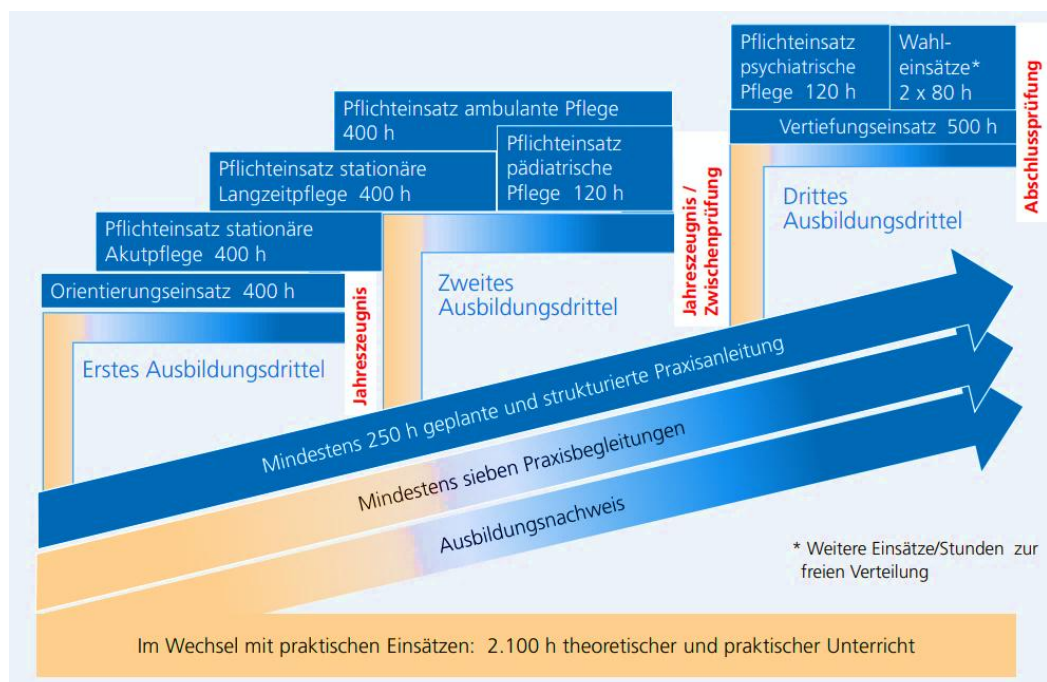 Pflichteinsatz
psychiatrische
Pflege 120 h
Wahl-
einsätze*
2 x 80 h
Vertiefungseinsatz 500 h
Abschlussprüfung
Pflichteinsatz ambulante Pflege
400 h
Pflichteinsatz
pädiatrische
Pflege 120 h
Pflichteinsatz stationäre
Langzeitpflege 400 h
Pflichteinsatz stationäre
Akutpflege 400 h
Orientierungseinsatz 400 h
Jahreszeugnis
Jahreszeugnis /
Zwischenprüfung
Erstes Ausbildungsdrittel
Zweites
Ausbildungsdrittel
Drittes
Ausbildungsdrittel
Mindestens 250 h geplante und strukturierte Praxisanleitung
Mindestens sieben Praxisbegleitungen
Ausbildungsnachweis
* Weitere Einsätze/Stunden zur
freien Verteilung
Im Wechsel mit praktischen Einsätzen: 2.100 h theoretischer und praktischer Unterricht